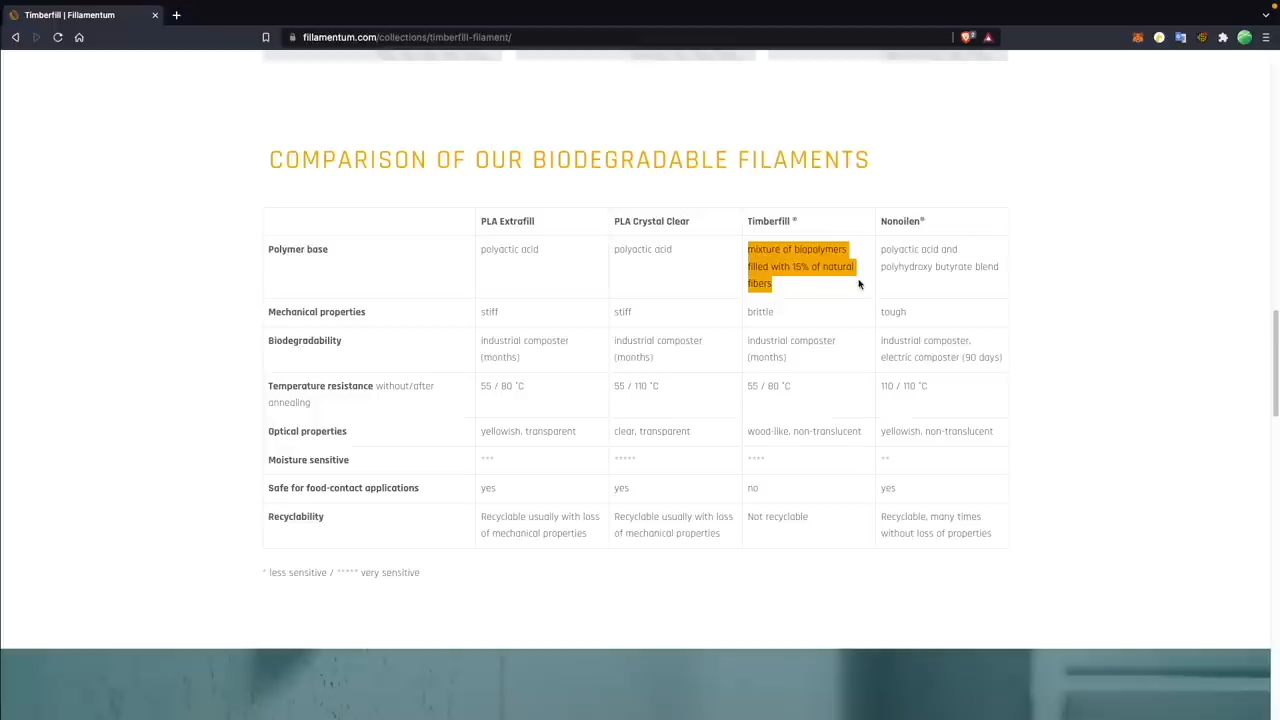 Timberfill | Fillamentum
fillamentum.com/collections/timberfill-filament/
COMPARISON OF OUR BIODEGRADABLE FILAMENTS
PLA Extrafill
PLA Crystal Clear
Timberfill ®
Nonoilen®
Polymer base
polyactic acid
polyactic acid
mixture of biopolymers
filled with 15% of natural
fibers
polyactic acid and
polyhydroxy butyrate blend
Mechanical properties
stiff
stiff
brittle
tough
Biodegradability
industrial composter
(months)
industrial composter
(months)
industrial composter
(months)
industrial composter,
electric composter (90 days)
Temperature resistance without/after
annealing
55 / 80 °C
55 / 110 °C
55 / 80 °C
110 / 110 °C
Optical properties
yellowish, transparent
clear, transparent
wood-like, non-translucent
yellowish, non-translucent
Moisture sensitive
***
*****
****
**
Safe for food-contact applications
yes
yes
no
yes
Recyclability
Recyclable usually with loss
of mechanical properties
Recyclable usually with loss
of mechanical properties
Not recyclable
Recyclable, many times
without loss of properties
* less sensitive / ***** very sensitive